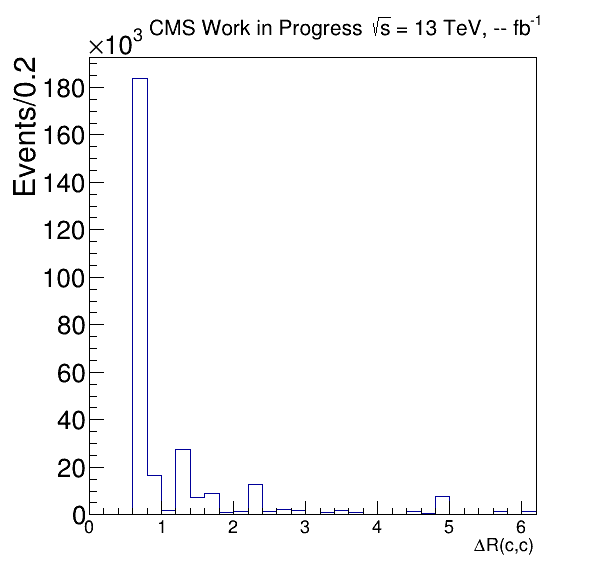 CMS Work in Progress √s = 13 TeV, -- fb⁻¹
×10³
Events/0.2
180
160
140
120
100
80
60
40
20
0
0 1 2 3 4 5 6
ΔR(c,c)